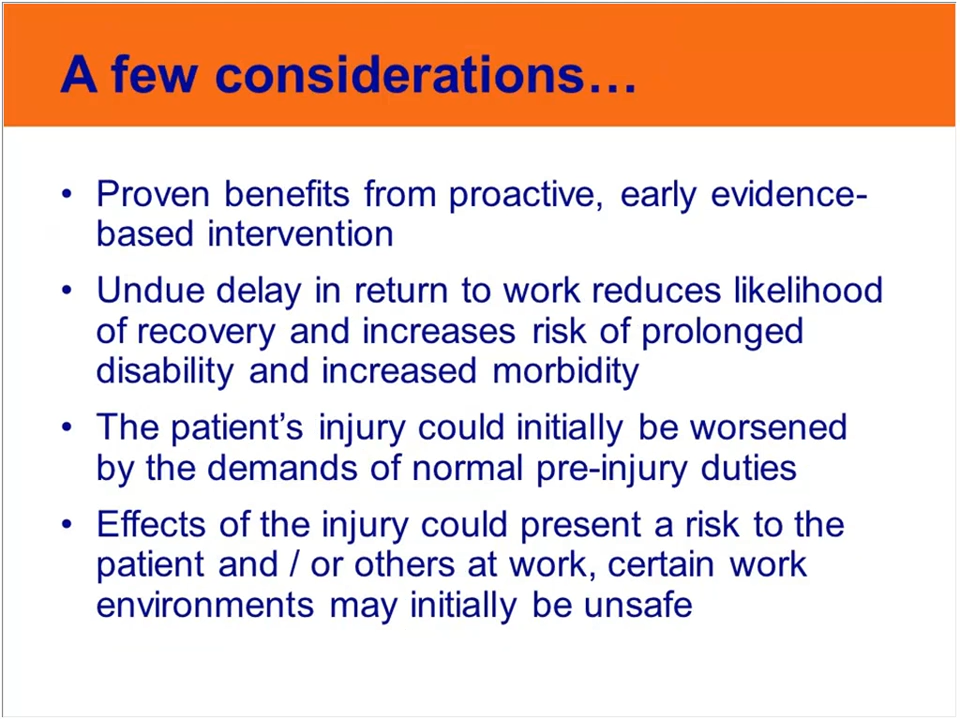 A few considerations…
• Proven benefits from proactive, early evidence-
based intervention
• Undue delay in return to work reduces likelihood
of recovery and increases risk of prolonged
disability and increased morbidity
• The patient’s injury could initially be worsened
by the demands of normal pre-injury duties
• Effects of the injury could present a risk to the
patient and / or others at work, certain work
environments may initially be unsafe